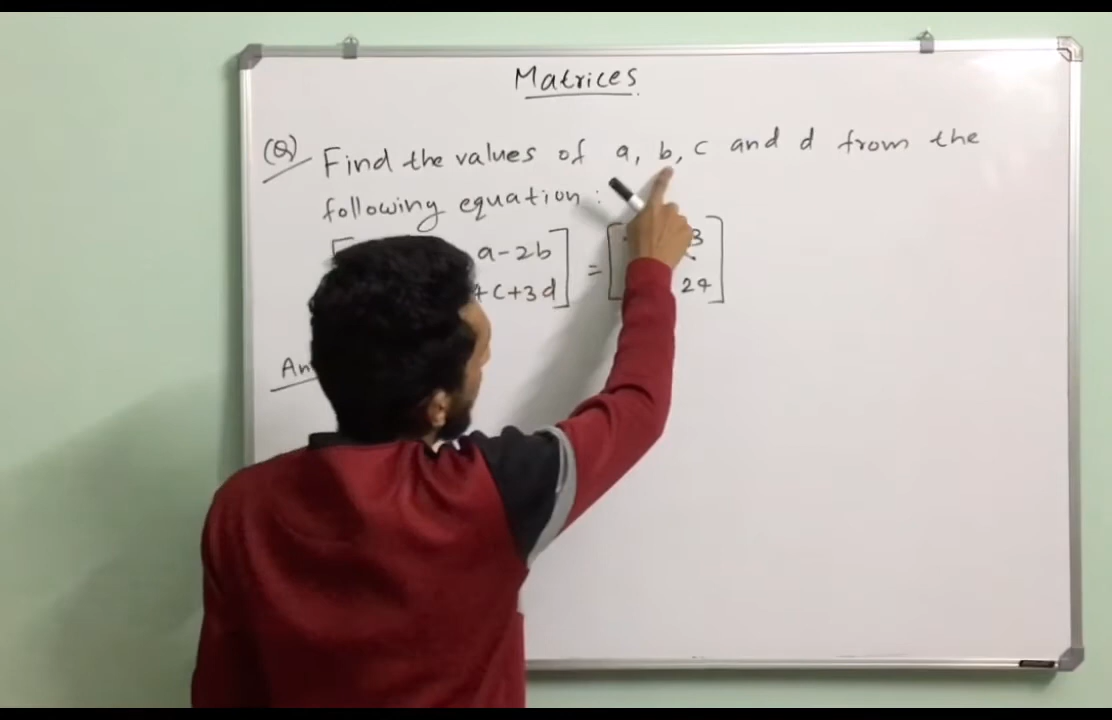 Matrices
(Q) Find the values of a, b, c and d from the
following equation :
a-2b
+c+3d = 3
24
An